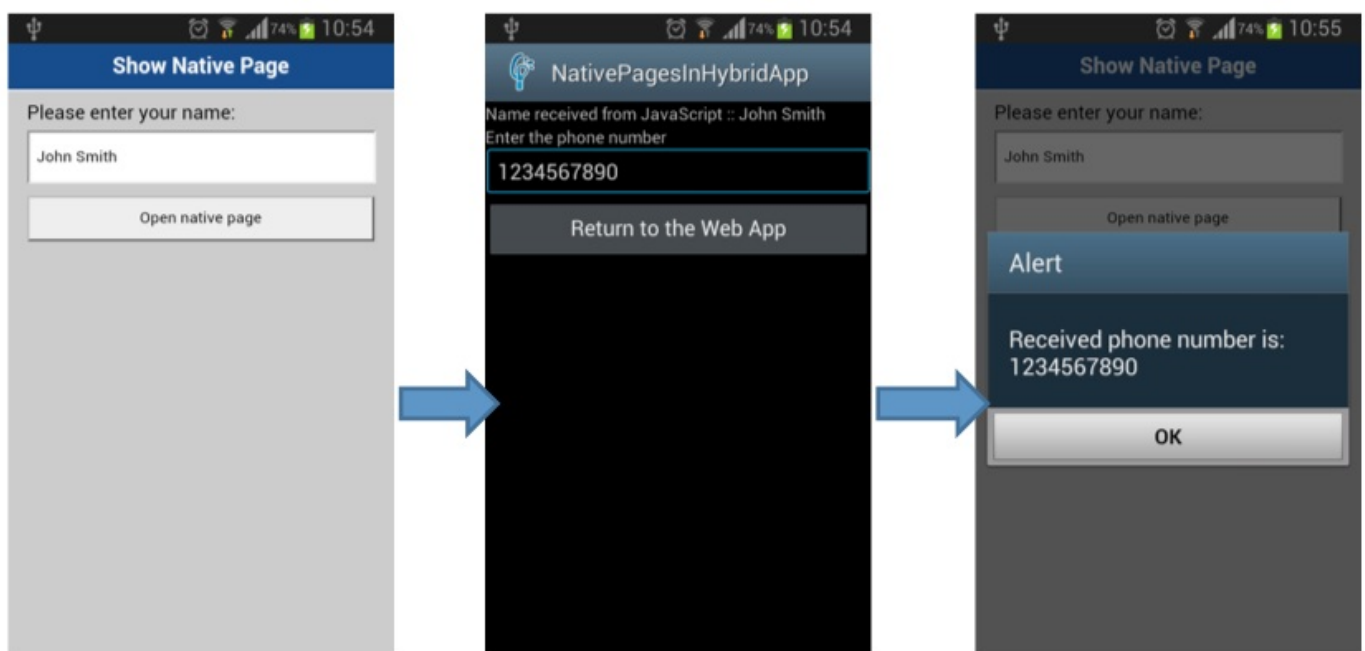 74% 10:54
Show Native Page
Please enter your name:
John Smith
Open native page
74% 10:54
NativePagesInHybridApp
Name received from JavaScript :: John Smith
Enter the phone number
1234567890
Return to the Web App
74% 10:55
Show Native Page
Please enter your name:
John Smith
Open native page
Alert
Received phone number is:
1234567890
OK